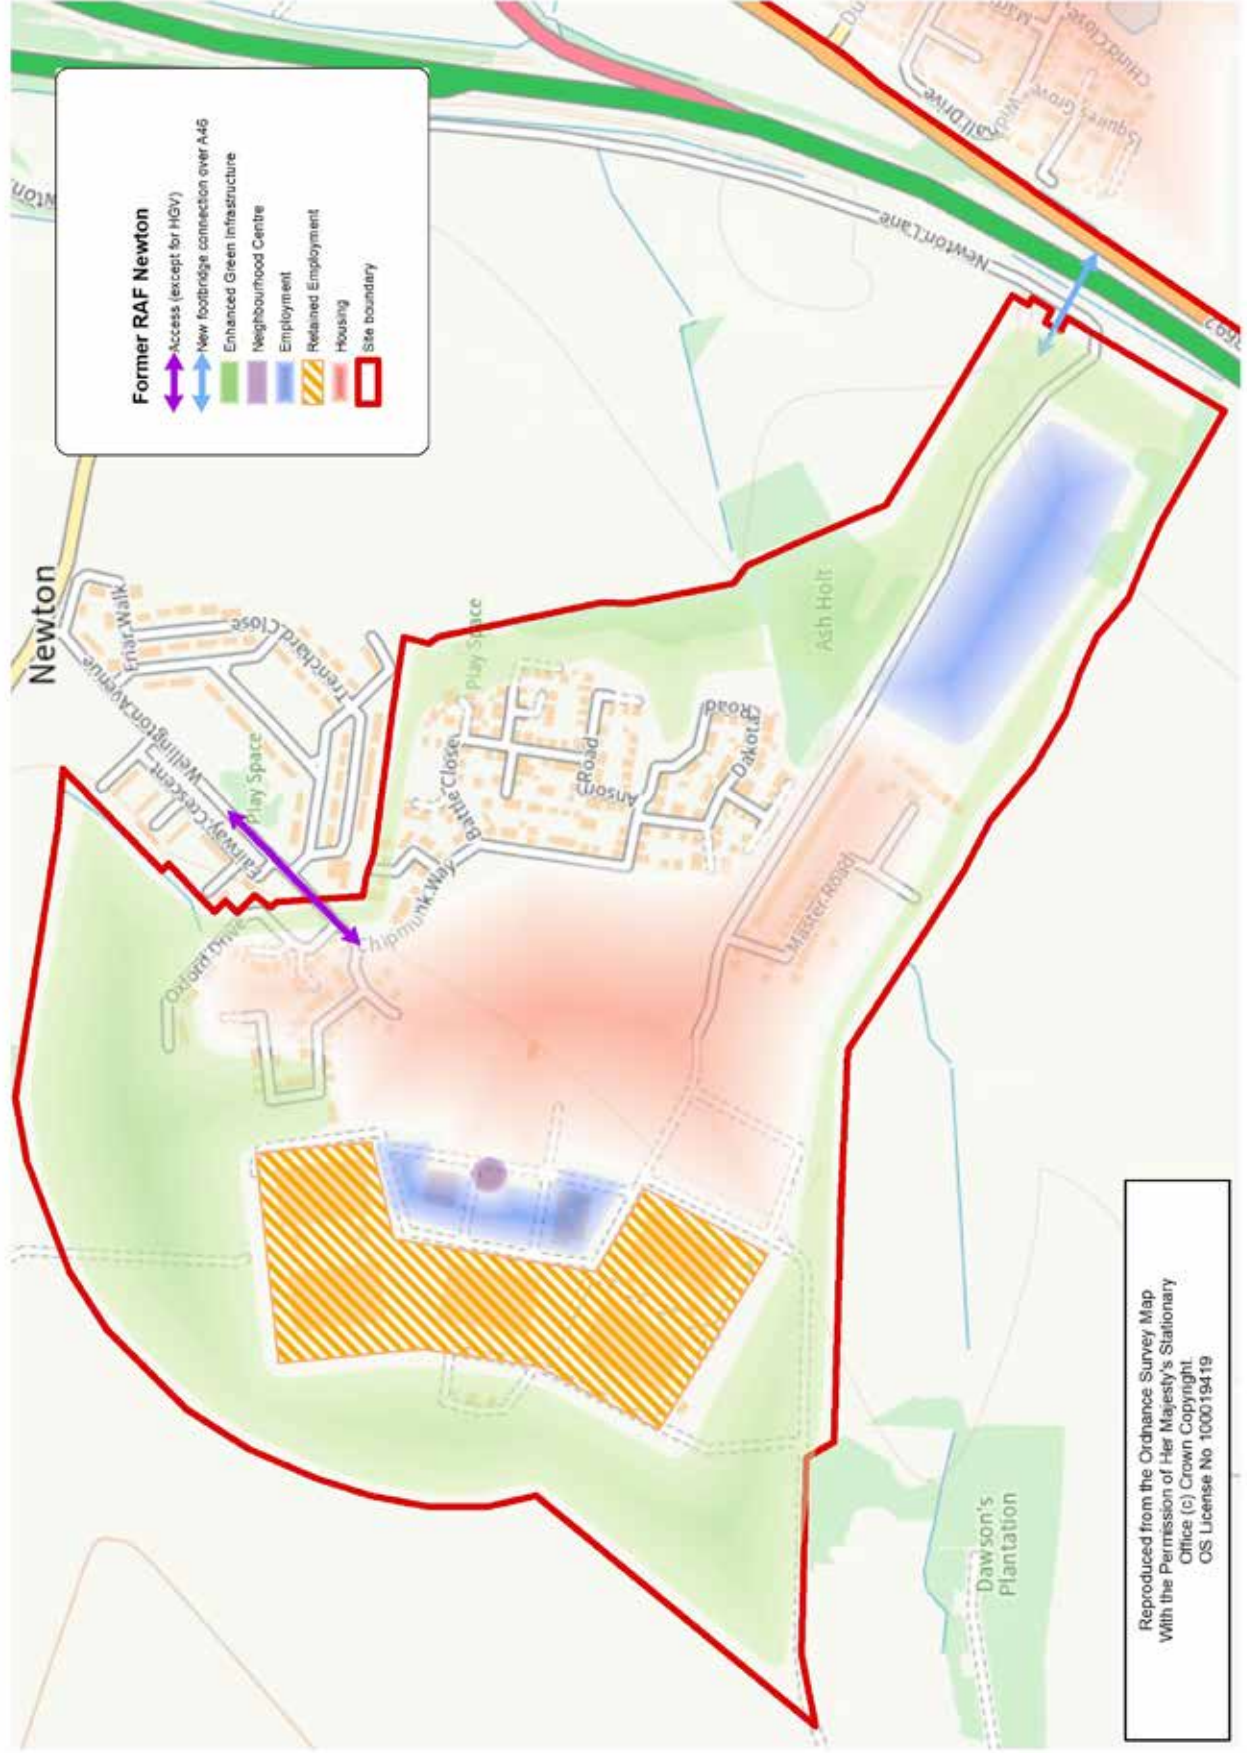 Former RAF Newton
Access (except for HGV)
New footbridge connection over A46
Enhanced Green Infrastructure
Neighbourhood Centre
Employment
Retained Employment
Housing
Site boundary
Newton
Friar Walk
Wellington Avenue
Trenchard Close
Fairway Crescent
Play Space
Play Space
Oxford Drive
Chipmunk Way
Battle Close
Anson Road
Dakota Road
Ash Holt
Master Road
Newton Lane
Squires Grove
Close
Dawson's
Plantation
Reproduced from the Ordnance Survey Map
With the Permission of Her Majesty's Stationary
Office (c) Crown Copyright.
OS License No 100019419